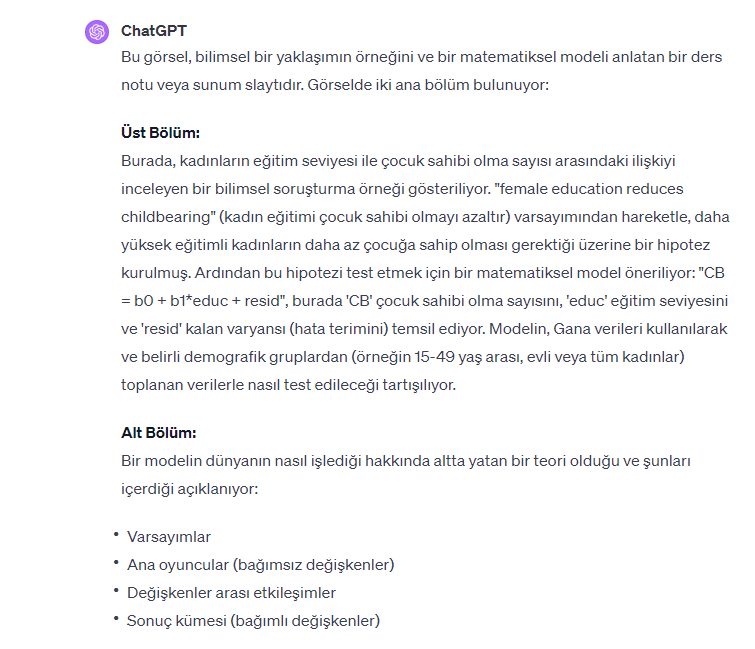 ChatGPT
Bu görsel, bilimsel bir yaklaşımın örneğini ve bir matematiksel modeli anlatan bir ders
notu veya sunum slaytıdır. Görselde iki ana bölüm bulunuyor:
Üst Bölüm:
Burada, kadınların eğitim seviyesi ile çocuk sahibi olma sayısı arasındaki ilişkiyi
inceleyen bir bilimsel soruşturma örneği gösteriliyor. "female education reduces
childbearing" (kadın eğitimi çocuk sahibi olmayı azaltır) varsayımından hareketle, daha
yüksek eğitimli kadınların daha az çocuğa sahip olması gerektiği üzerine bir hipotez
kurulmuş. Ardından bu hipotezi test etmek için bir matematiksel model öneriliyor: "CB
= b0 + b1*educ + resid", burada 'CB' çocuk sahibi olma sayısını, 'educ' eğitim seviyesini
ve 'resid' kalan varyansı (hata terimini) temsil ediyor. Modelin, Gana verileri kullanılarak
ve belirli demografik gruplardan (örneğin 15-49 yaş arası, evli veya tüm kadınlar)
toplanan verilerle nasıl test edileceği tartışılıyor.
Alt Bölüm:
Bir modelin dünyanın nasıl işlediği hakkında altta yatan bir teori olduğu ve şunları
içerdiği açıklanıyor:
• Varsayımlar
• Ana oyuncular (bağımsız değişkenler)
• Değişkenler arası etkileşimler
• Sonuç kümesi (bağımlı değişkenler)